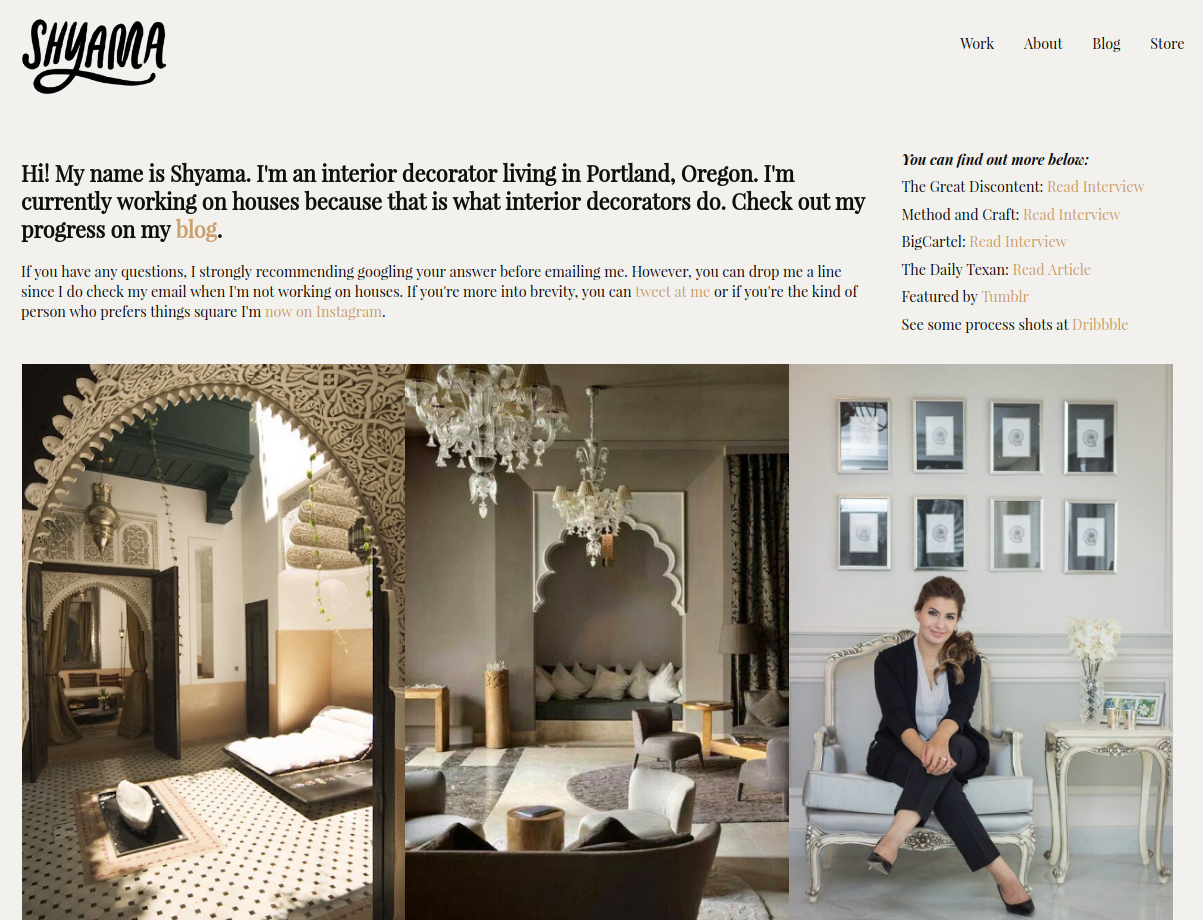 SHYAMA
Work About Blog Store
Hi! My name is Shyama. I'm an interior decorator living in Portland, Oregon. I'm
currently working on houses because that is what interior decorators do. Check out my
progress on my blog.
If you have any questions, I strongly recommending googling your answer before emailing me. However, you can drop me a line
since I do check my email when I'm not working on houses. If you're more into brevity, you can tweet at me or if you're the kind of
person who prefers things square I'm now on Instagram.
You can find out more below:
The Great Discontent: Read Interview
Method and Craft: Read Interview
BigCartel: Read Interview
The Daily Texan: Read Article
Featured by Tumblr
See some process shots at Dribbble